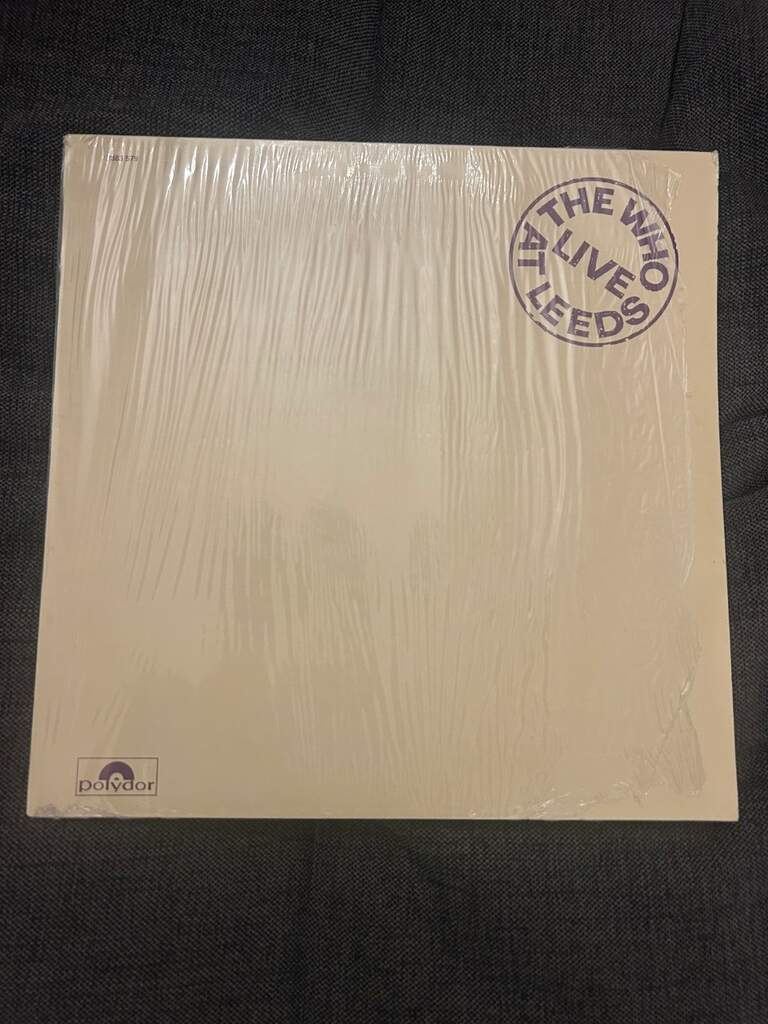 THE WHO
LIVE
AT LEEDS
polydor